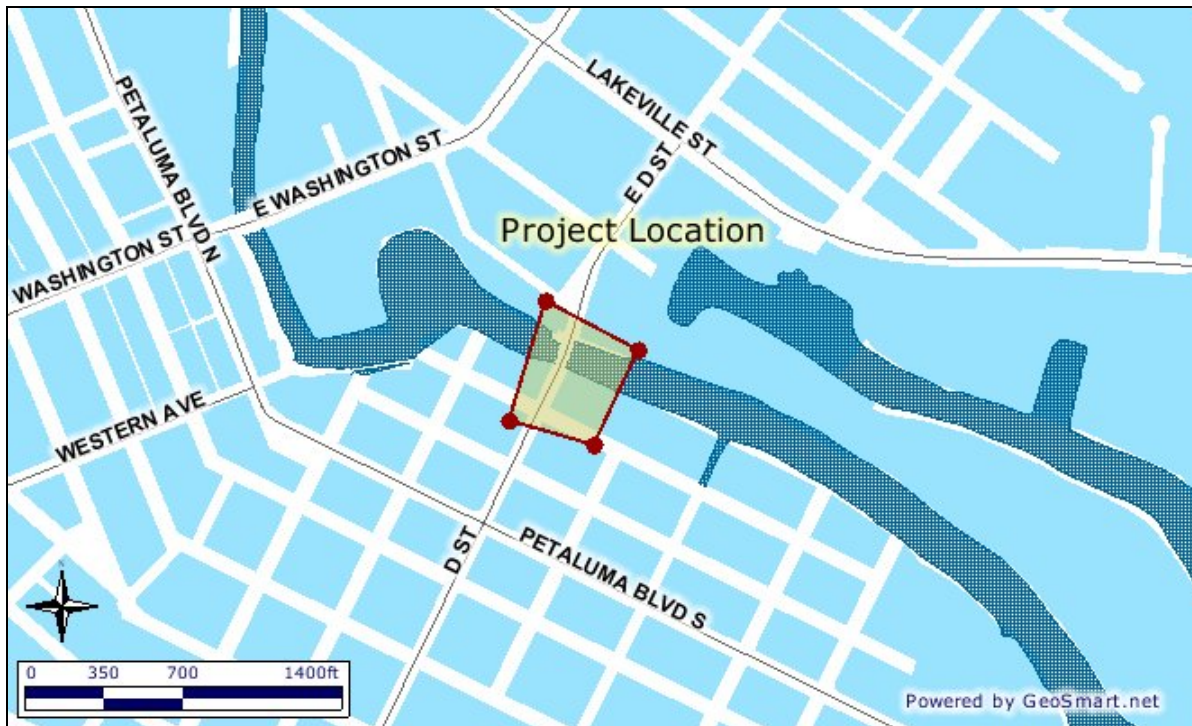 PETALUMA BLVD N
LAKEVILLE ST
E WASHINGTON ST
E D ST
Project Location
WASHINGTON ST
WESTERN AVE
D ST
PETALUMA BLVD S
0 350 700 1400ft
Powered by GeoSmart.net